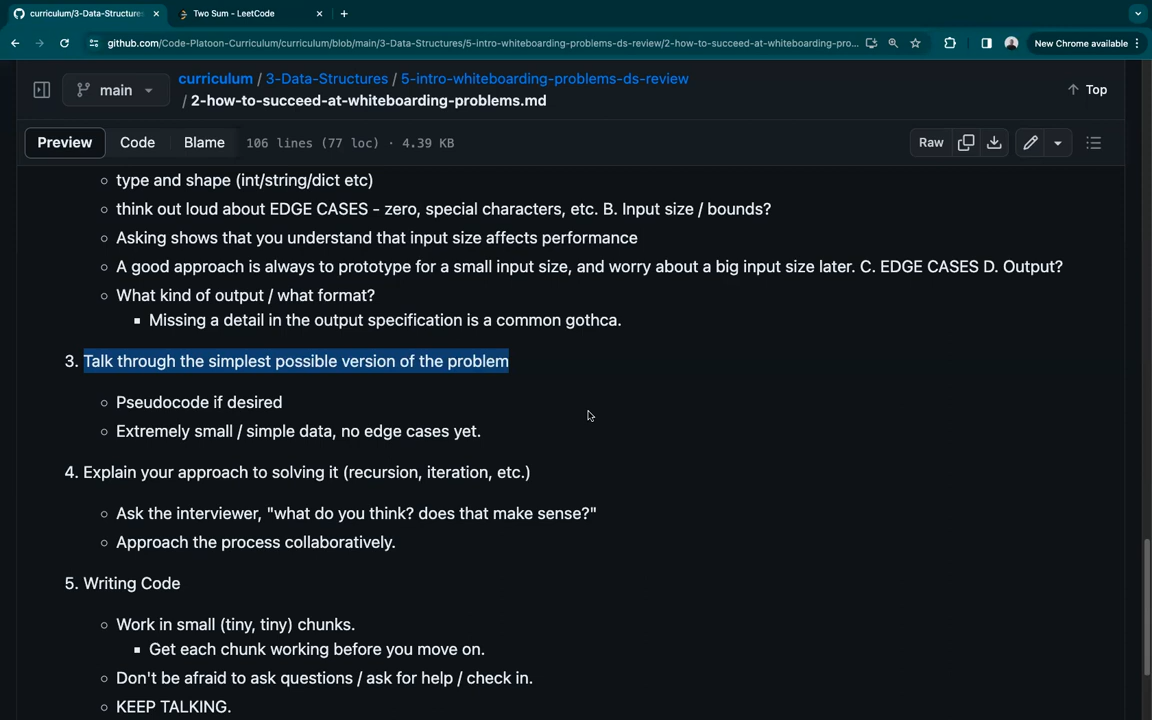 curriculum/3-Data-Structure
Two Sum - LeetCode
github.com/Code-Platoon-Curriculum/curriculum/blob/main/3-Data-Structures/5-intro-whiteboarding-problems-ds-review/2-how-to-succeed-at-whiteboarding-pro...
New Chrome available
main
curriculum / 3-Data-Structures / 5-intro-whiteboarding-problems-ds-review
/ 2-how-to-succeed-at-whiteboarding-problems.md
Top
Preview
Code
Blame
106 lines (77 loc) · 4.39 KB
Raw
type and shape (int/string/dict etc)
think out loud about EDGE CASES - zero, special characters, etc. B. Input size / bounds?
Asking shows that you understand that input size affects performance
A good approach is always to prototype for a small input size, and worry about a big input size later. C. EDGE CASES D. Output?
What kind of output / what format?
Missing a detail in the output specification is a common gothca.
3. Talk through the simplest possible version of the problem
Pseudocode if desired
Extremely small / simple data, no edge cases yet.
4. Explain your approach to solving it (recursion, iteration, etc.)
Ask the interviewer, "what do you think? does that make sense?"
Approach the process collaboratively.
5. Writing Code
Work in small (tiny, tiny) chunks.
Get each chunk working before you move on.
Don't be afraid to ask questions / ask for help / check in.
KEEP TALKING.